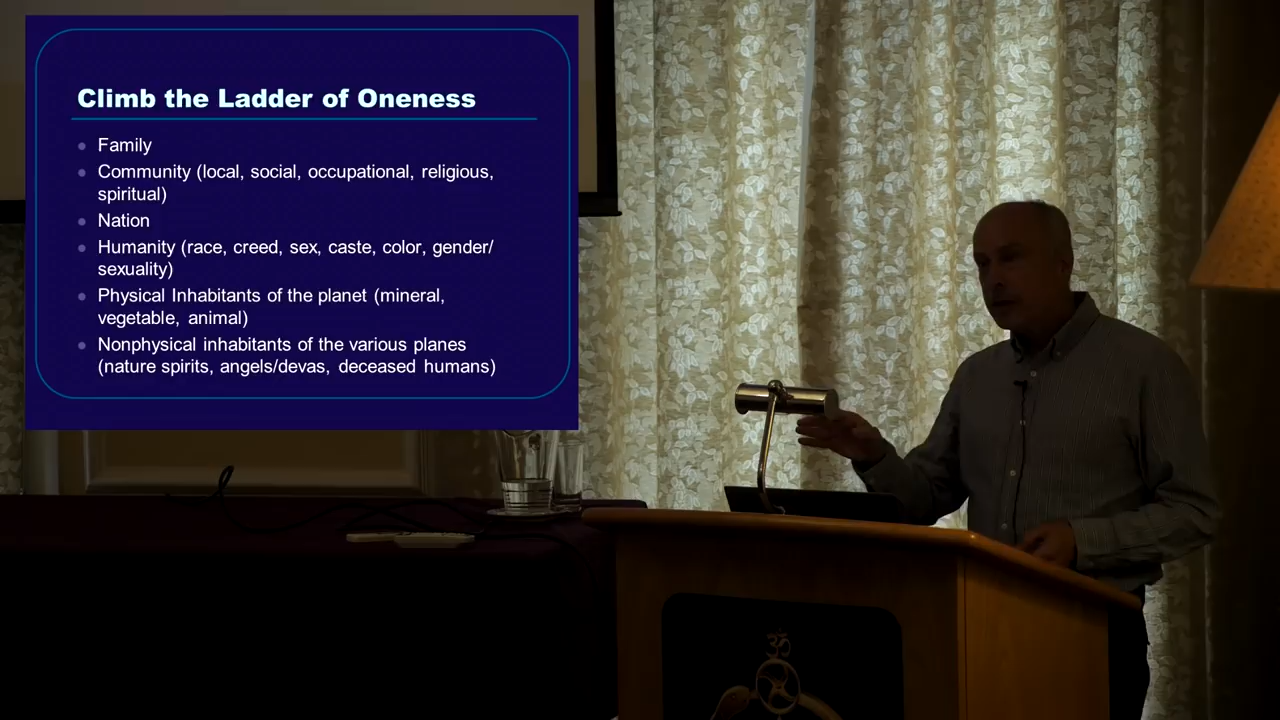 Climb the Ladder of Oneness
Family
Community (local, social, occupational, religious,
spiritual)
Nation
Humanity (race, creed, sex, caste, color, gender/
sexuality)
Physical Inhabitants of the planet (mineral,
vegetable, animal)
Nonphysical inhabitants of the various planes
(nature spirits, angels/devas, deceased humans)
ॐ